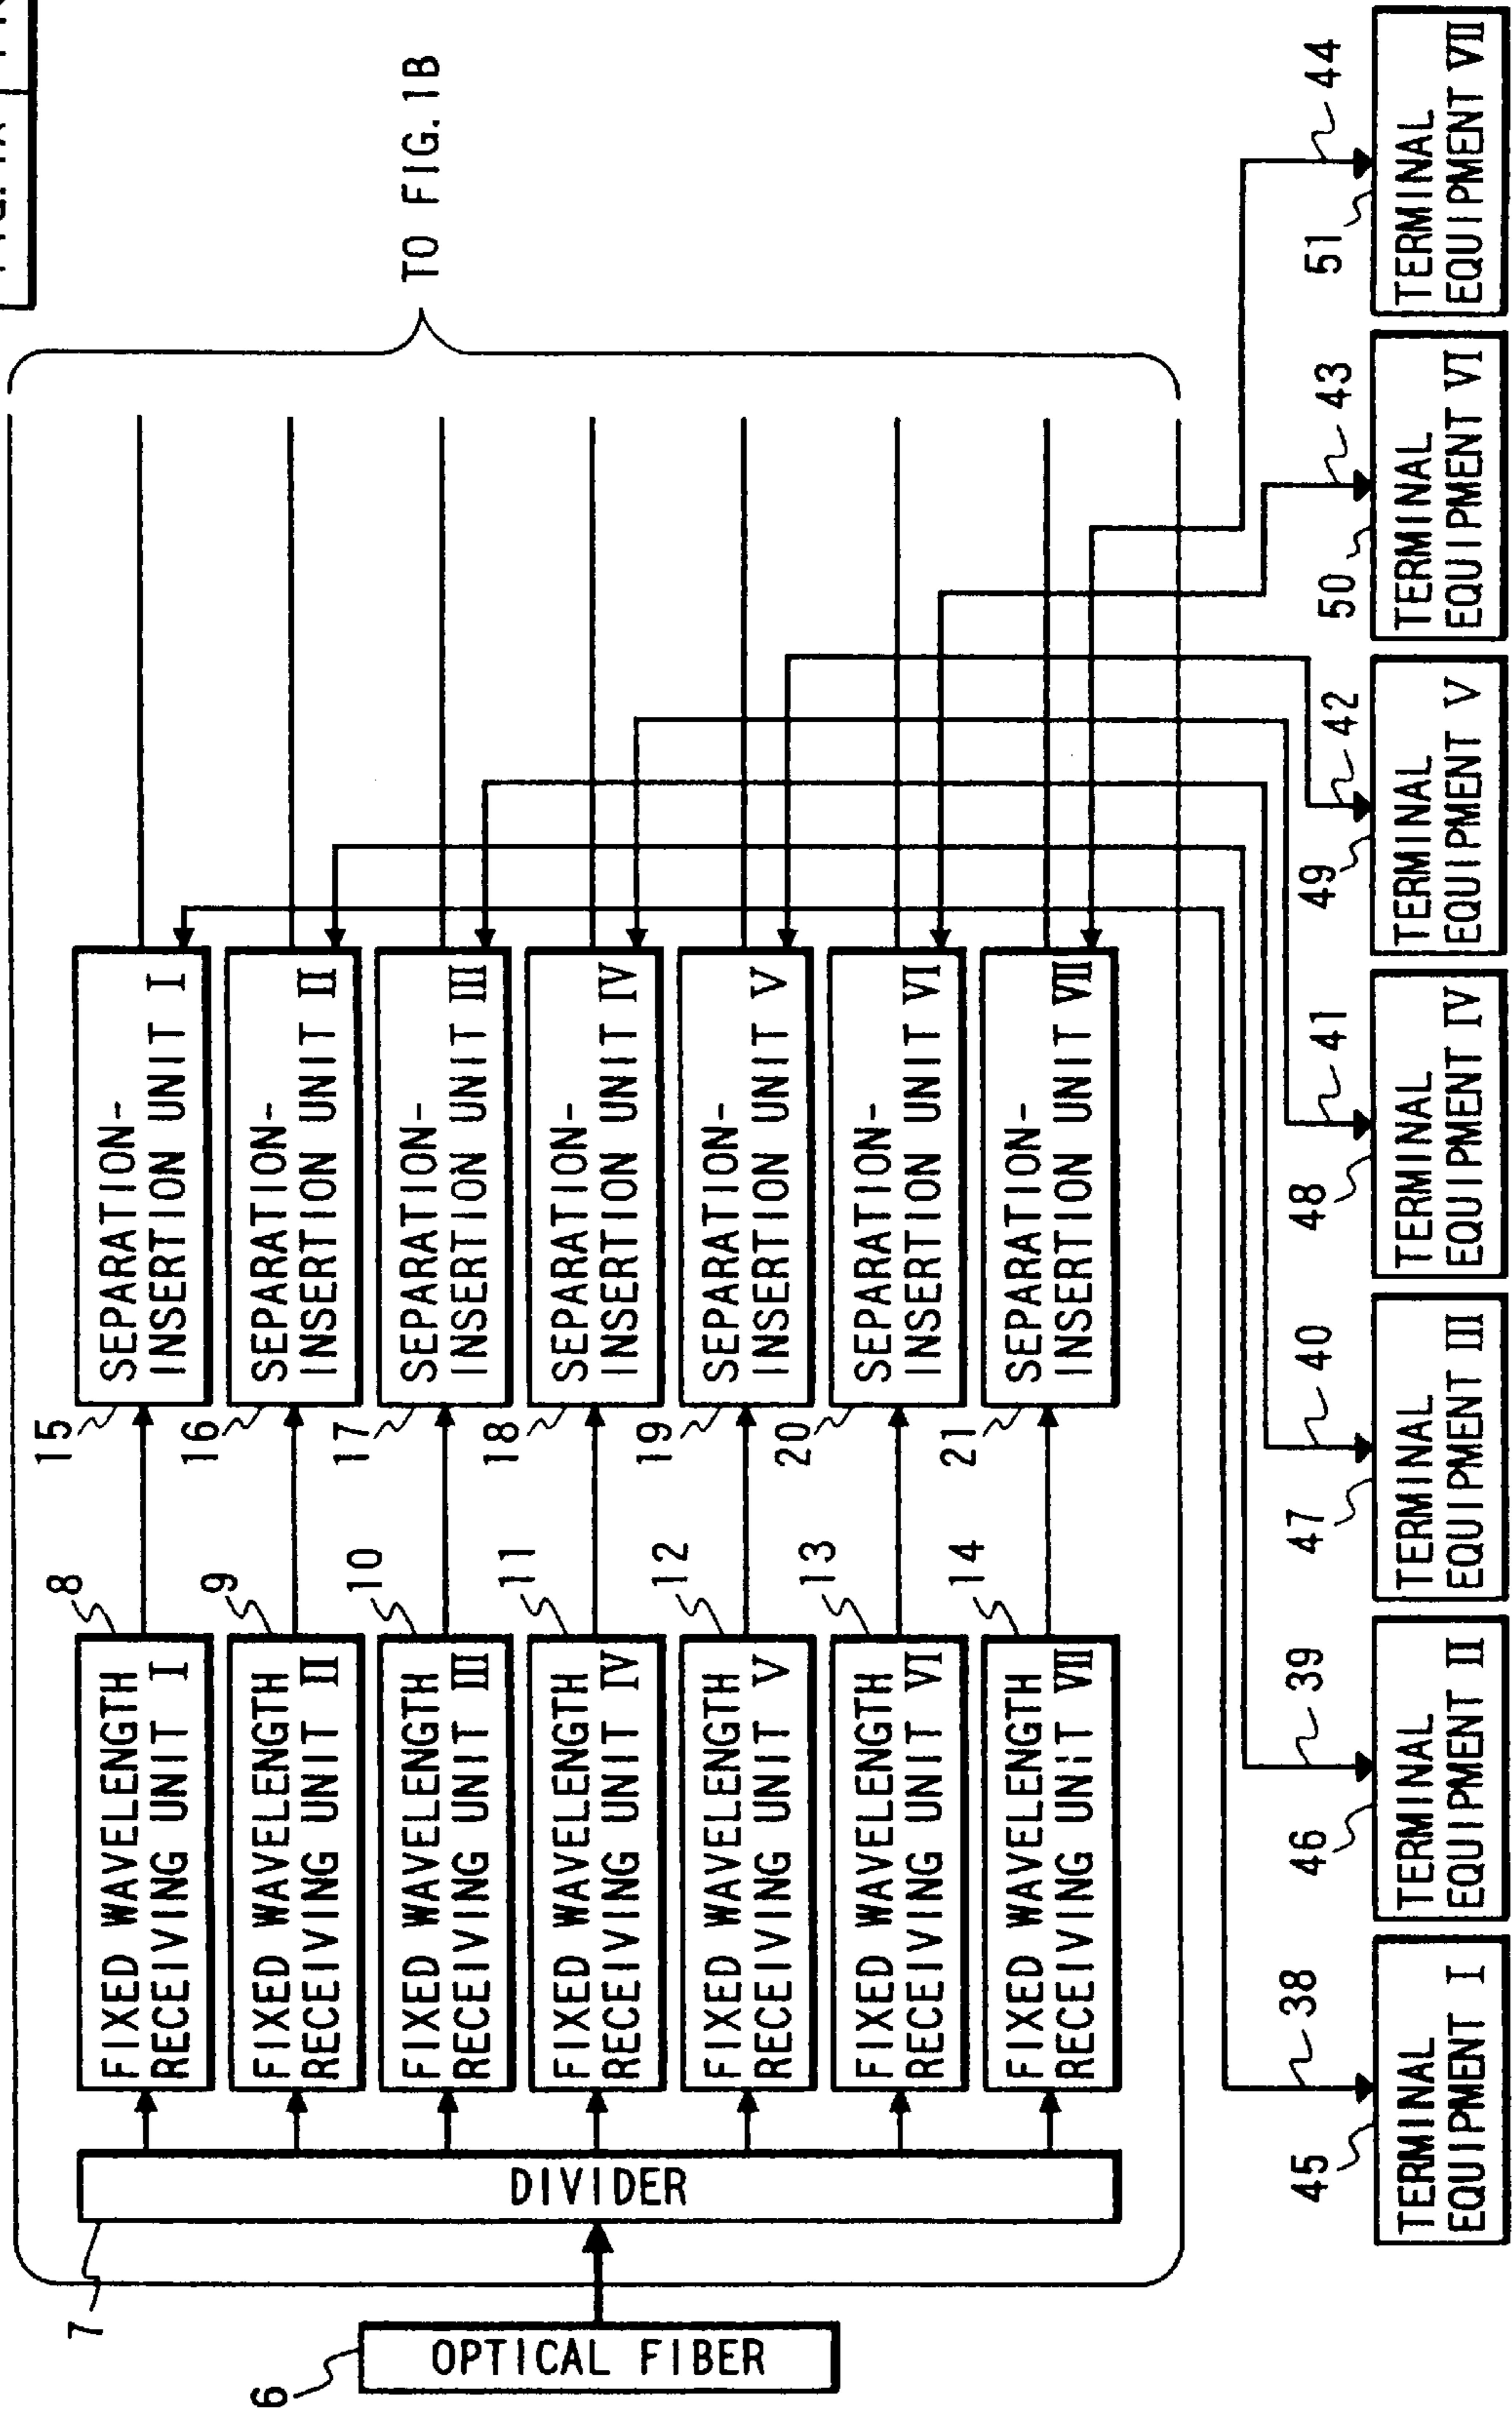 TO FIG. 1B
15
SEPARATION-
INSERTION UNIT I
16
SEPARATION-
INSERTION UNIT II
17
SEPARATION-
INSERTION UNIT III
18
SEPARATION-
INSERTION UNIT IV
19
SEPARATION-
INSERTION UNIT V
20
SEPARATION-
INSERTION UNIT VI
21
SEPARATION-
INSERTION UNIT VII
8
FIXED WAVELENGTH
RECEIVING UNIT I
9
FIXED WAVELENGTH
RECEIVING UNIT II
10
FIXED WAVELENGTH
RECEIVING UNIT III
11
FIXED WAVELENGTH
RECEIVING UNIT IV
12
FIXED WAVELENGTH
RECEIVING UNIT V
13
FIXED WAVELENGTH
RECEIVING UNIT VI
14
FIXED WAVELENGTH
RECEIVING UNIT VII
7
DIVIDER
6
OPTICAL FIBER
45
38
TERMINAL
EQUIPMENT I
46
39
TERMINAL
EQUIPMENT II
47
40
TERMINAL
EQUIPMENT III
48
41
TERMINAL
EQUIPMENT IV
49
42
TERMINAL
EQUIPMENT V
50
43
TERMINAL
EQUIPMENT VI
51
44
TERMINAL
EQUIPMENT VII